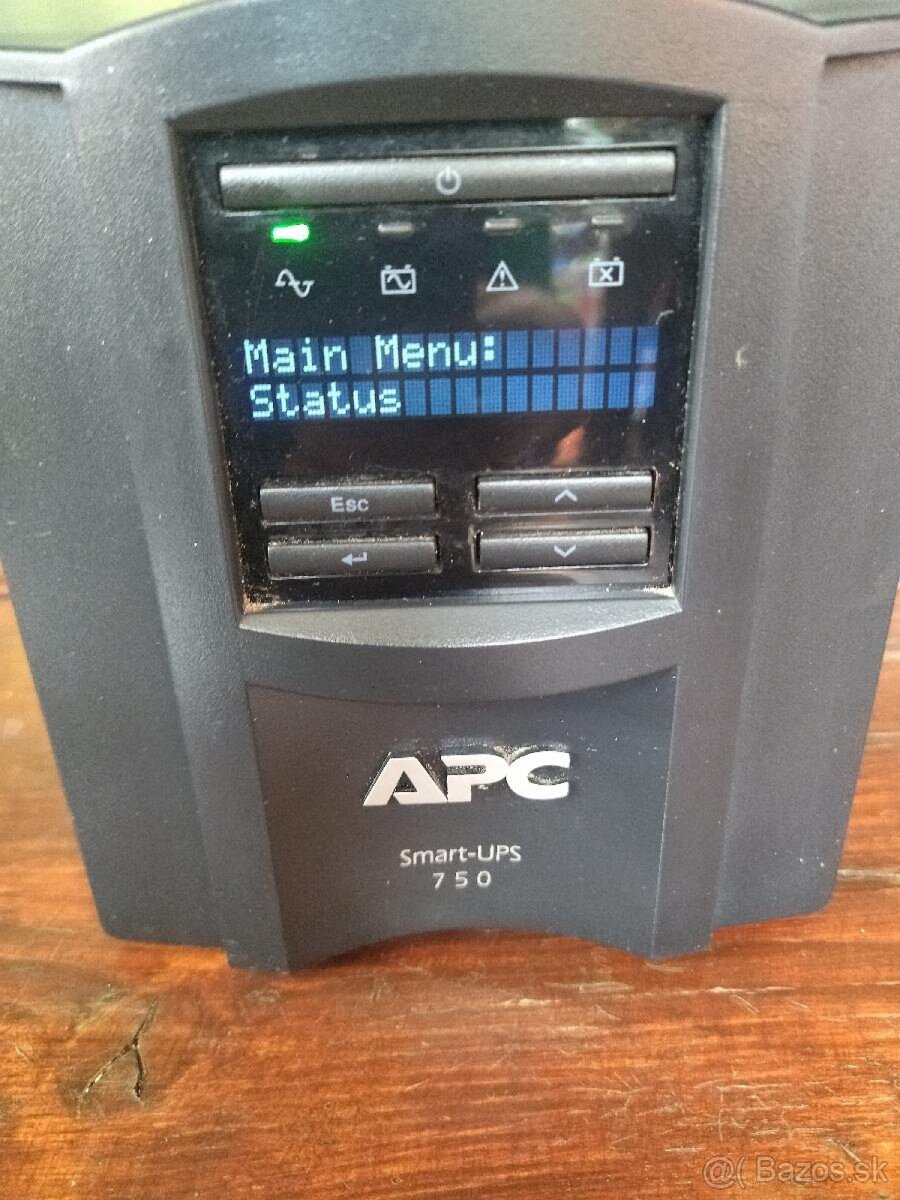 Main Menu:
Status
Esc
APC
Smart-UPS
750
@( Bazos.sk